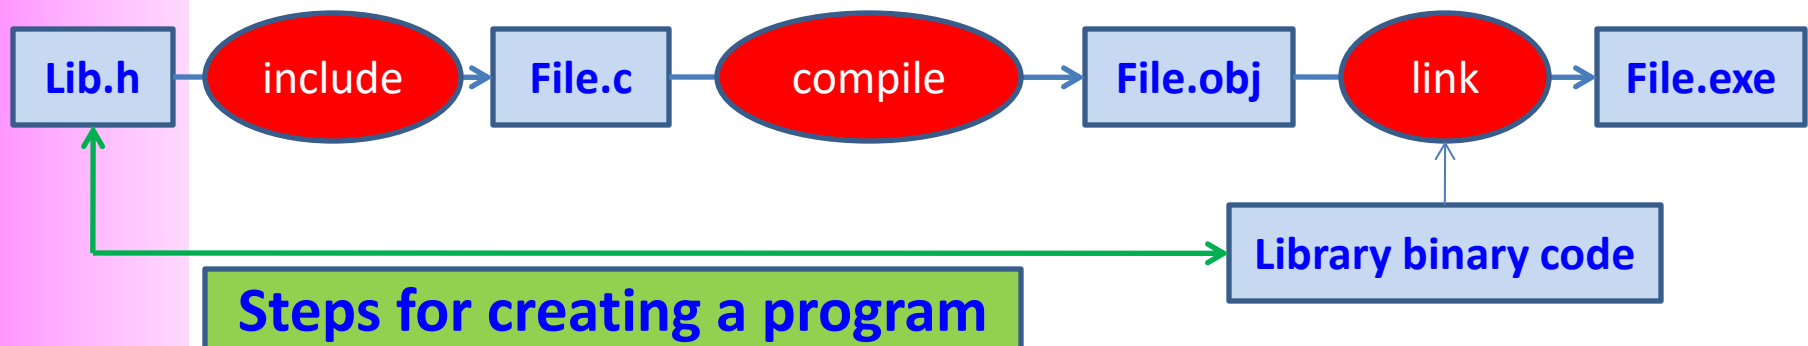 Lib.h
include
File.c
compile
File.obj
link
File.exe
Library binary code
Steps for creating a program